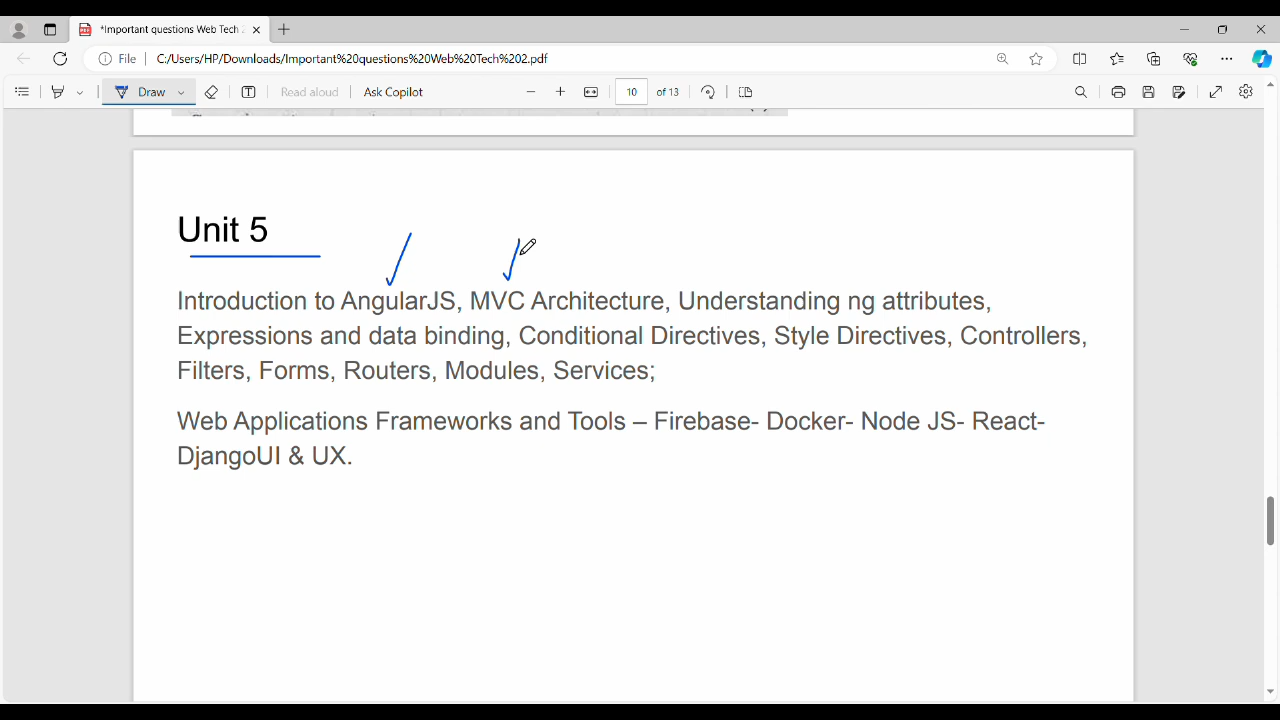 *Important questions Web Tech 2
File
C:/Users/HP/Downloads/Important%20questions%20Web%20Tech%202.pdf
Draw
Read aloud
Ask Copilot
10
of 13
Unit 5
Introduction to AngularJS, MVC Architecture, Understanding ng attributes,
Expressions and data binding, Conditional Directives, Style Directives, Controllers,
Filters, Forms, Routers, Modules, Services;
Web Applications Frameworks and Tools – Firebase- Docker- Node JS- React-
DjangoUI & UX.